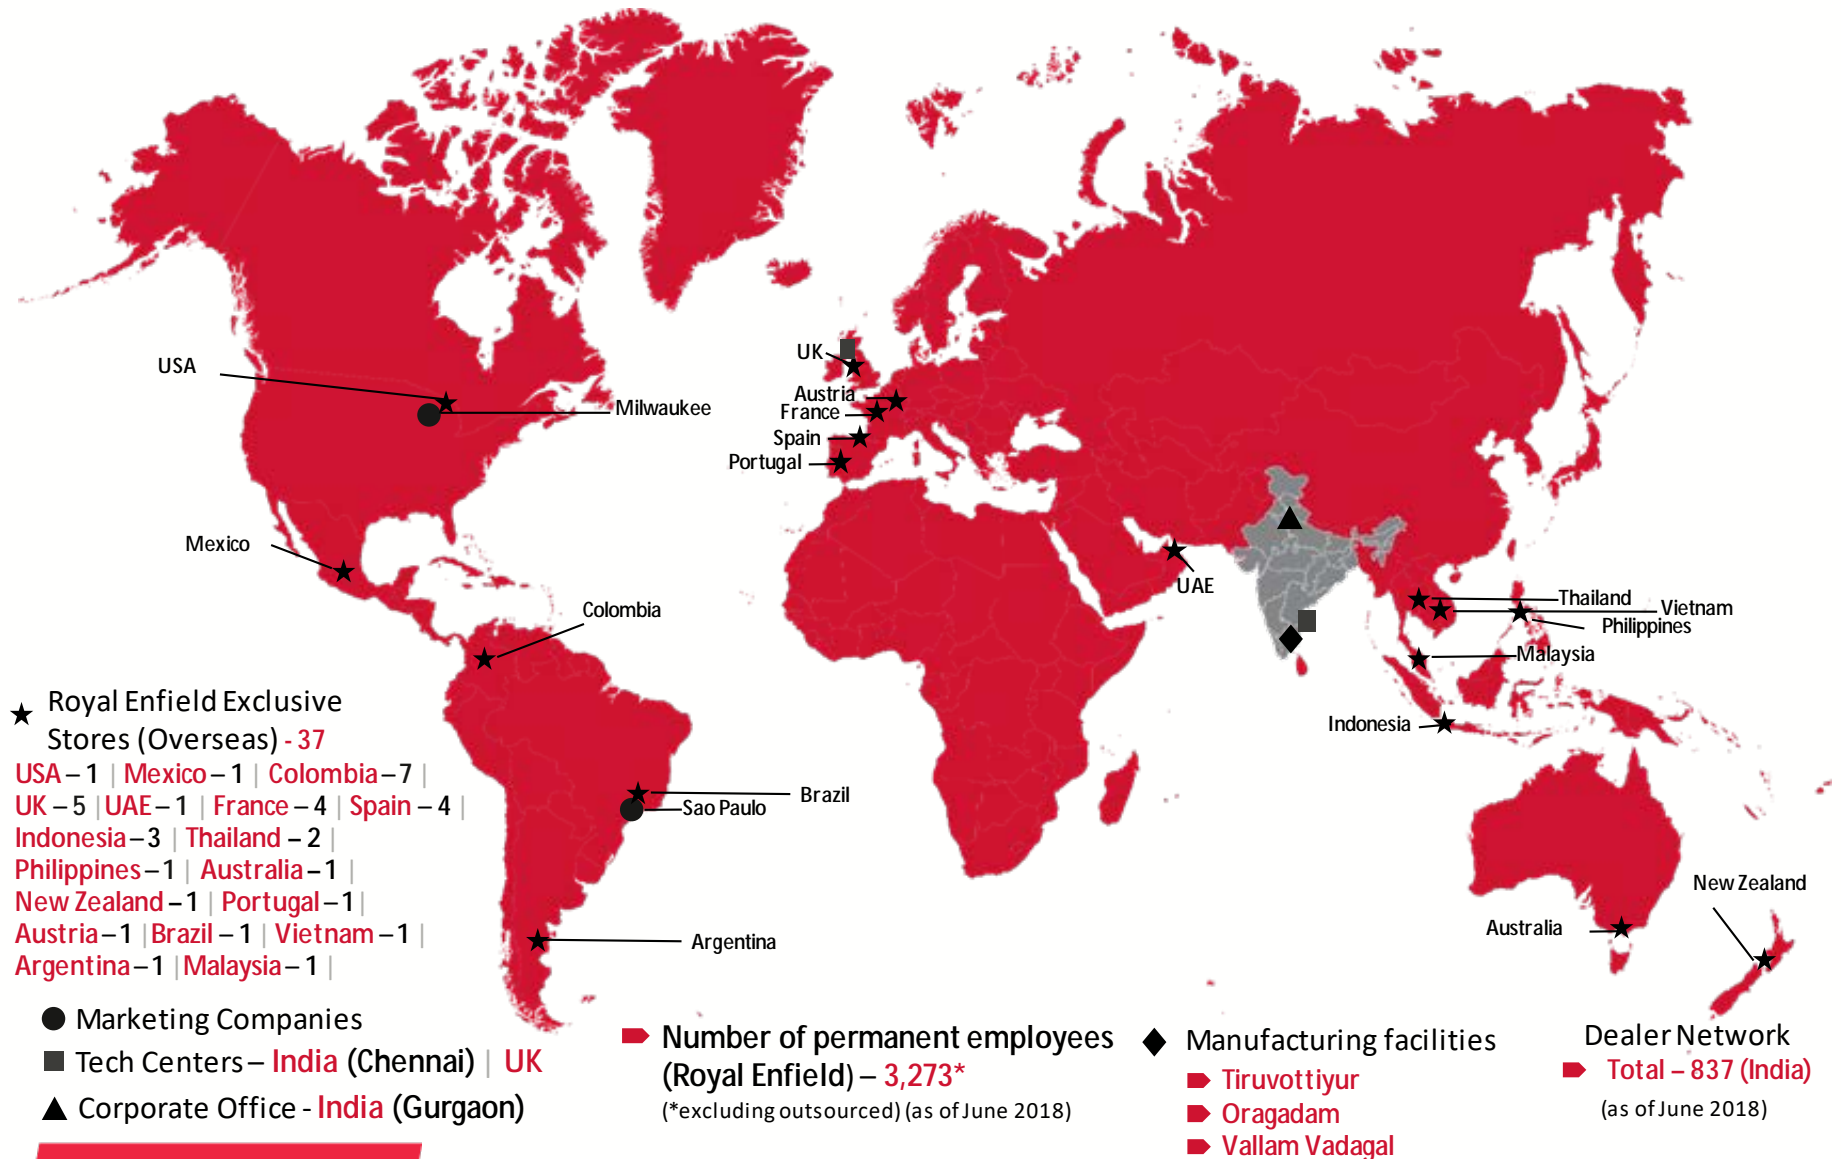 USA
Milwaukee
Mexico
Colombia
UK
Austria
France
Spain
Portugal
UAE
Thailand
Vietnam
Philippines
Malaysia
Indonesia
Brazil
Sao Paulo
Argentina
Australia
New Zealand
Royal Enfield Exclusive
Stores (Overseas) - 37
USA – 1 | Mexico – 1 | Colombia – 7 |
UK – 5 | UAE – 1 | France – 4 | Spain – 4 |
Indonesia – 3 | Thailand – 2 |
Philippines – 1 | Australia – 1 |
New Zealand – 1 | Portugal – 1 |
Austria – 1 | Brazil – 1 | Vietnam – 1 |
Argentina – 1 | Malaysia – 1 |
Marketing Companies
Tech Centers – India (Chennai) | UK
Corporate Office - India (Gurgaon)
Number of permanent employees
(Royal Enfield) – 3,273*
(*excluding outsourced) (as of June 2018)
Manufacturing facilities
Tiruvottiyur
Oragadam
Vallam Vadagal
Dealer Network
Total – 837 (India)
(as of June 2018)